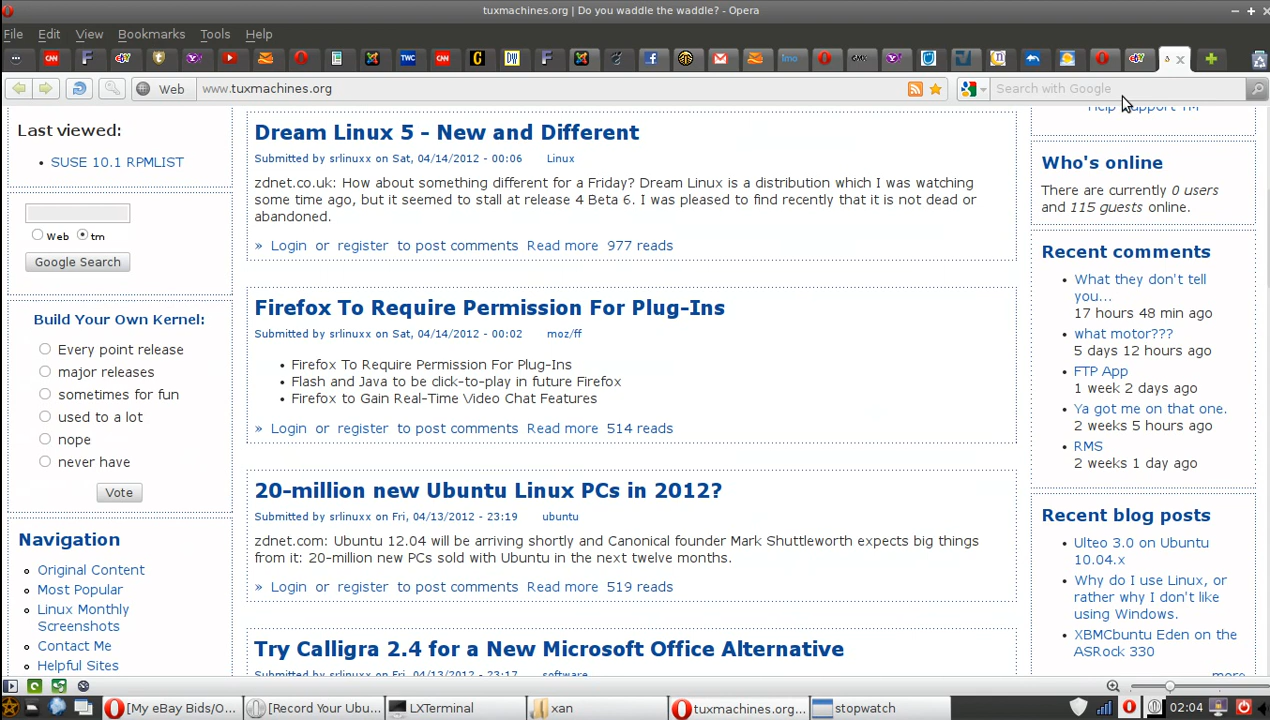 tuxmachines.org | Do you waddle the waddle? - Opera
File Edit View Bookmarks Tools Help
Web www.tuxmachines.org Search with Google
Last viewed:
SUSE 10.1 RPMLIST
Web tm
Google Search
Build Your Own Kernel:
Every point release
major releases
sometimes for fun
used to a lot
nope
never have
Vote
Navigation
Original Content
Most Popular
Linux Monthly
Screenshots
Contact Me
Helpful Sites
Dream Linux 5 - New and Different
Submitted by srlinuxx on Sat, 04/14/2012 - 00:06 Linux
zdnet.co.uk: How about something different for a Friday? Dream Linux is a distribution which I was watching
some time ago, but it seemed to stall at release 4 Beta 6. I was pleased to find recently that it is not dead or
abandoned.
» Login or register to post comments Read more 977 reads
Firefox To Require Permission For Plug-Ins
Submitted by srlinuxx on Sat, 04/14/2012 - 00:02 moz/ff
Firefox To Require Permission For Plug-Ins
Flash and Java to be click-to-play in future Firefox
Firefox to Gain Real-Time Video Chat Features
» Login or register to post comments Read more 514 reads
20-million new Ubuntu Linux PCs in 2012?
Submitted by srlinuxx on Fri, 04/13/2012 - 23:19 ubuntu
zdnet.com: Ubuntu 12.04 will be arriving shortly and Canonical founder Mark Shuttleworth expects big things
from it: 20-million new PCs sold with Ubuntu in the next twelve months.
» Login or register to post comments Read more 519 reads
Try Calligra 2.4 for a New Microsoft Office Alternative
Submitted by srlinuxx on Fri, 04/13/2012 - 23:17 software
Help Support TM
Who's online
There are currently 0 users
and 115 guests online.
Recent comments
What they don't tell
you...
17 hours 48 min ago
what motor???
5 days 12 hours ago
FTP App
1 week 2 days ago
Ya got me on that one.
2 weeks 5 hours ago
RMS
2 weeks 1 day ago
Recent blog posts
Ulteo 3.0 on Ubuntu
10.04.x
Why do I use Linux, or
rather why I don't like
using Windows.
XBMCbuntu Eden on the
ASRock 330
more
[My eBay Bids/O... [Record Your Ubu... LXTerminal xan tuxmachines.org... stopwatch 02:04